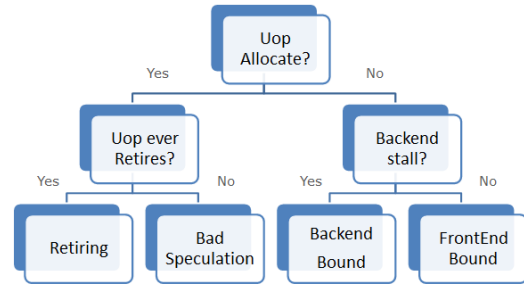 Uop
Allocate?
Yes
No
Uop ever
Retires?
Backend
stall?
Yes
No
Yes
No
Retiring
Bad
Speculation
Backend
Bound
FrontEnd
Bound